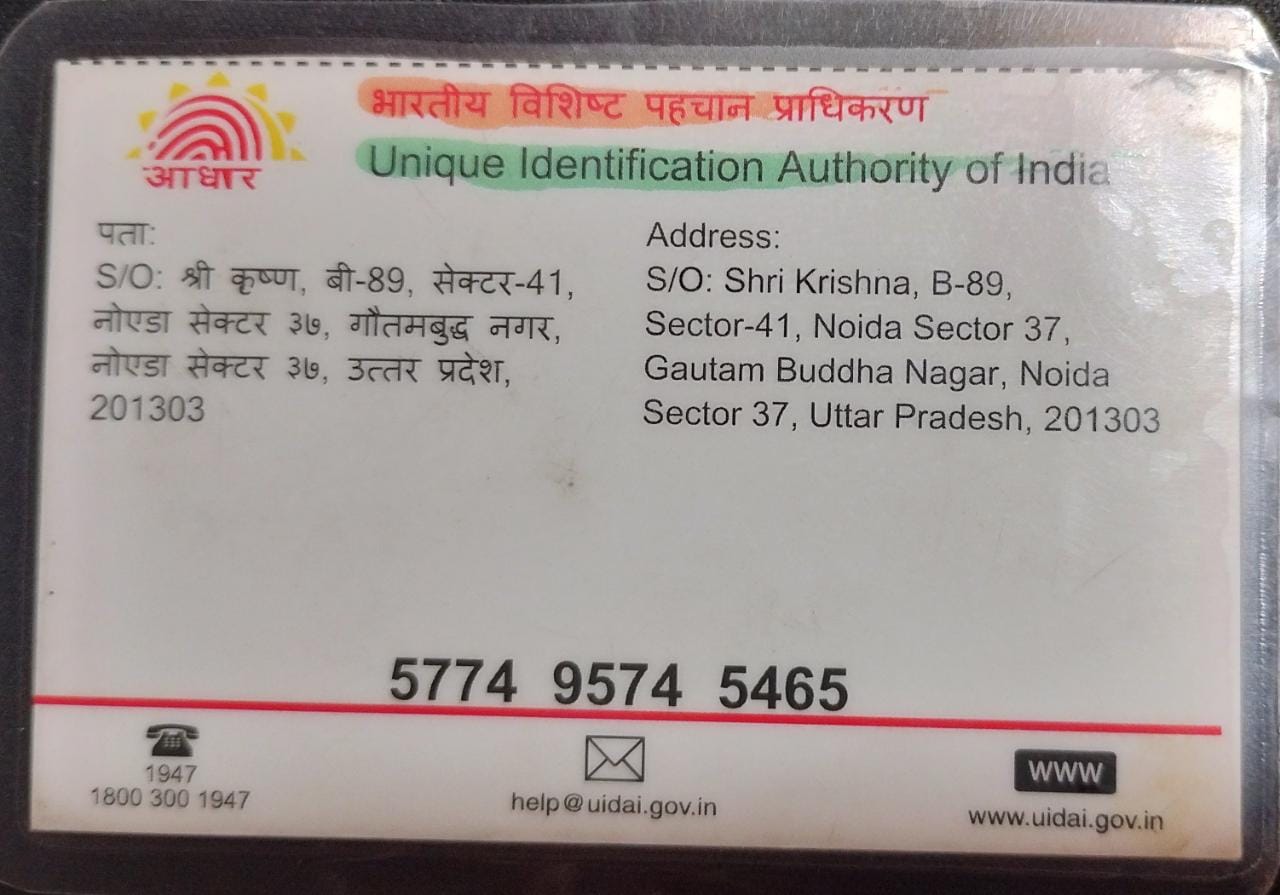 भारतीय विशिष्ट पहचान प्राधिकरण
Unique Identification Authority of India
आधार
पता:
S/O: श्री कृष्ण, बी-89, सेक्टर-41,
नोएडा सेक्टर ३७, गौतमबुद्ध नगर,
नोएडा सेक्टर ३७, उत्तर प्रदेश,
201303
Address:
S/O: Shri Krishna, B-89,
Sector-41, Noida Sector 37,
Gautam Buddha Nagar, Noida
Sector 37, Uttar Pradesh, 201303
5774 9574 5465
1947
1800 300 1947
help@uidai.gov.in
WWW
www.uidai.gov.in